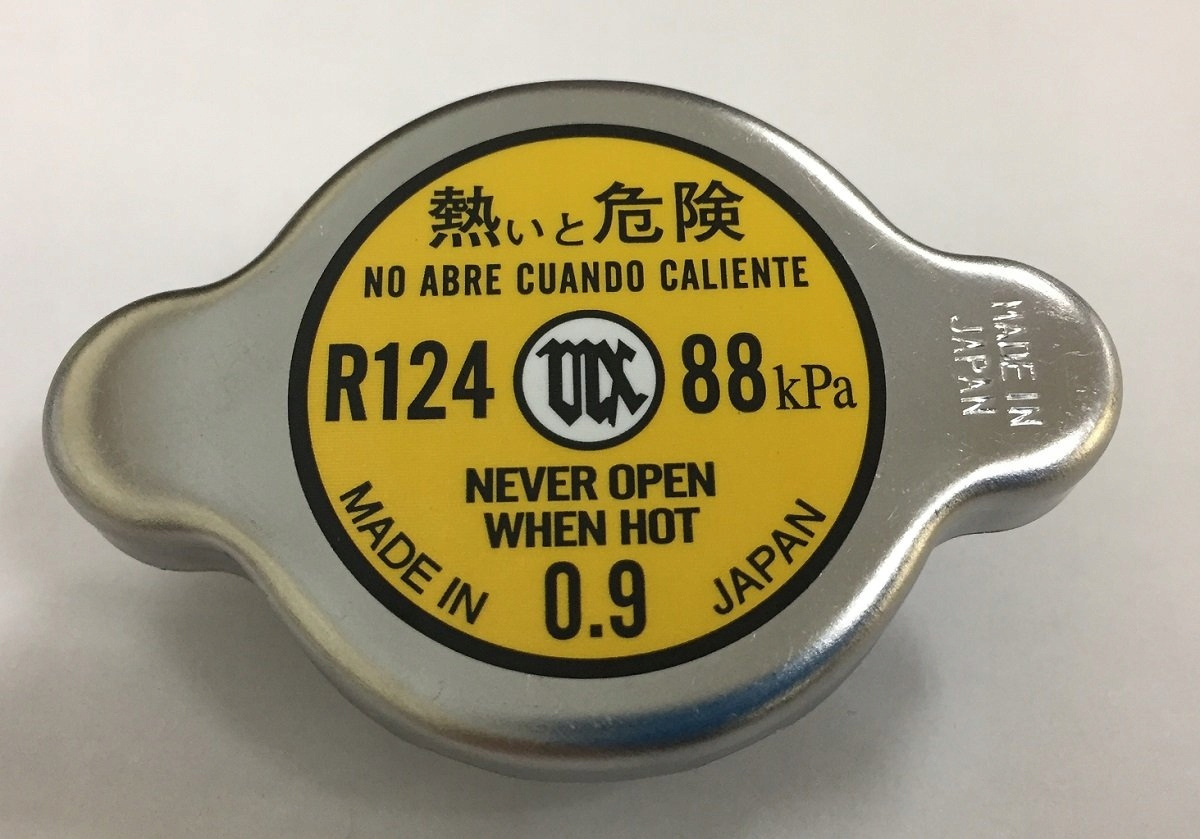 熱いと危険
NO ABRE CUANDO CALIENTE
R124
88kPa
NEVER OPEN
WHEN HOT
MADE IN
0.9
JAPAN
MADE IN
JAPAN